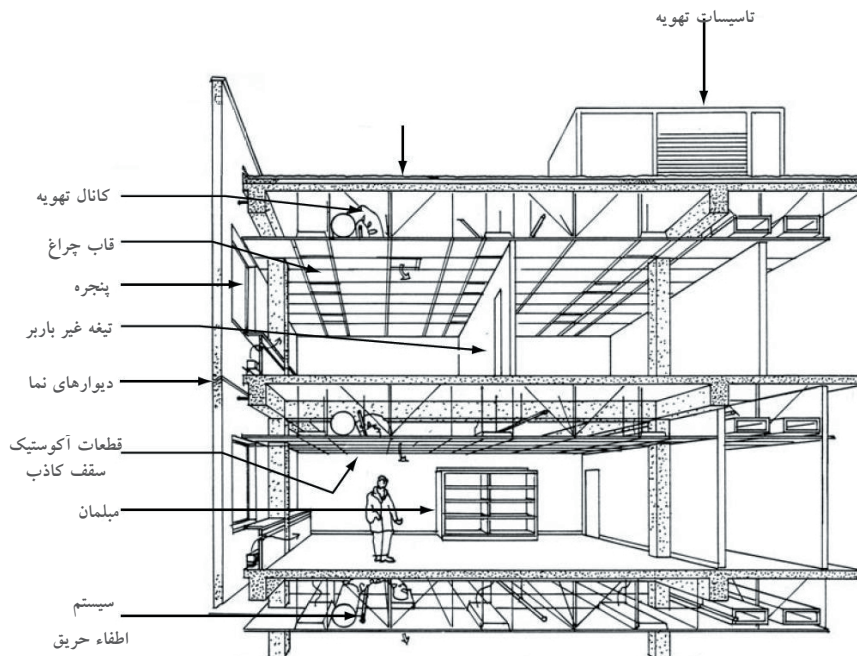 تاسیسات تهویه
کانال تهویه
قاب چراغ
پنجره
تیغه غیر باربر
دیوارهای نما
قطعات آکوستیک
سقف کاذب
مبلمان
سیستم
اطفاء حریق